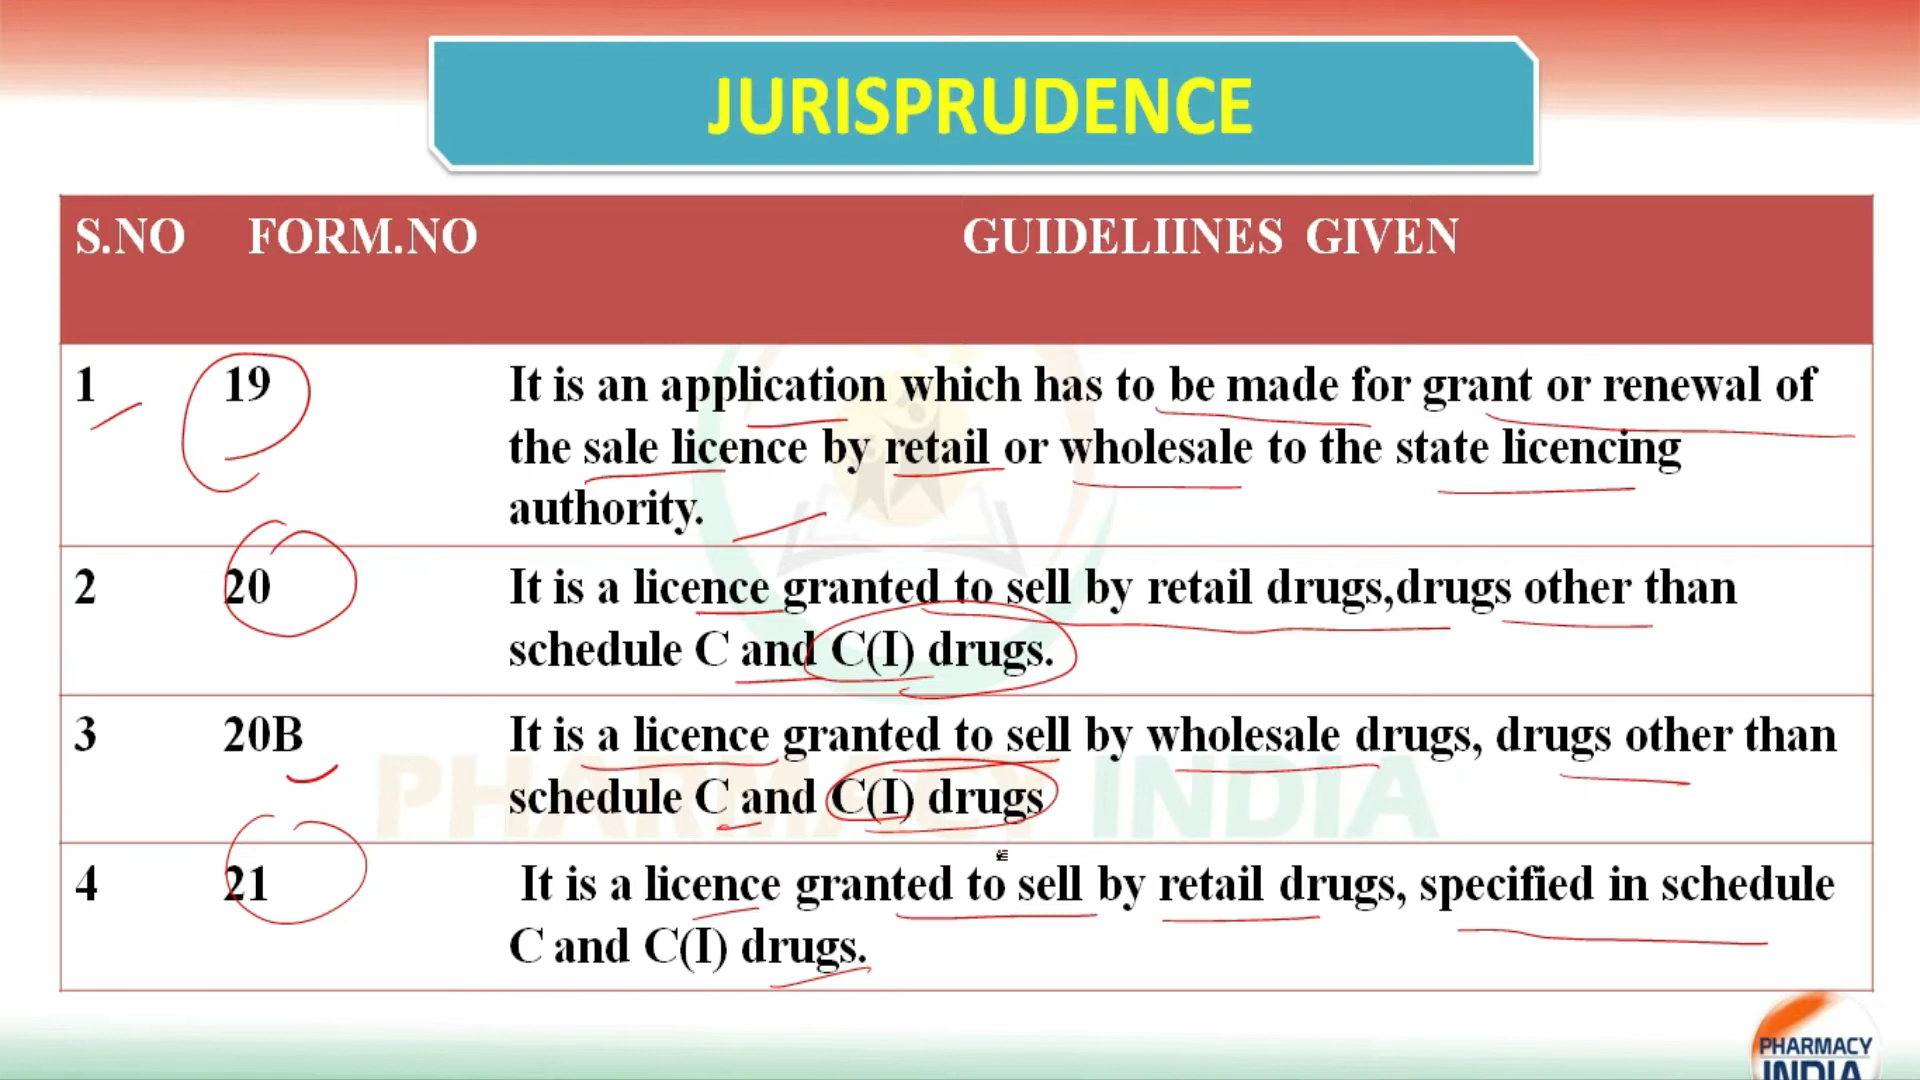 JURISPRUDENCE
S.NO FORM.NO GUIDELIINES GIVEN
1 19 It is an application which has to be made for grant or renewal of
the sale licence by retail or wholesale to the state licencing
authority.
2 20 It is a licence granted to sell by retail drugs,drugs other than
schedule C and C(I) drugs.
3 20B It is a licence granted to sell by wholesale drugs, drugs other than
schedule C and C(I) drugs
PHARMACY INDIA
4 21 It is a licence granted to sell by retail drugs, specified in schedule
C and C(I) drugs.
PHARMACY
INDIA